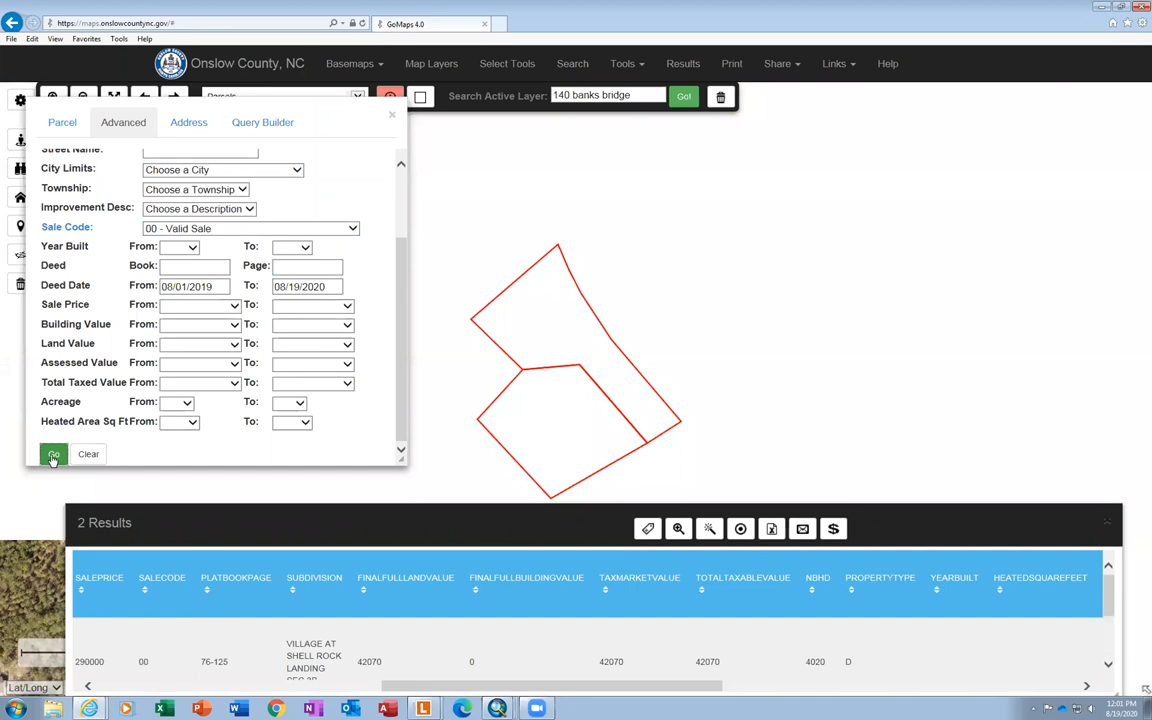 https://maps.onslowcountync.gov/#
GoMaps 4.0
File Edit View Favorites Tools Help
Onslow County, NC Basemaps Map Layers Select Tools Search Tools Results Print Share Links Help
Parcels Search Active Layer: 140 banks bridge Go!
Parcel Advanced Address Query Builder
Street Name:
City Limits: Choose a City
Township: Choose a Township
Improvement Desc: Choose a Description
Sale Code: 00 - Valid Sale
Year Built From: To:
Deed Book: Page:
Deed Date From: 08/01/2019 To: 08/19/2020
Sale Price From: To:
Building Value From: To:
Land Value From: To:
Assessed Value From: To:
Total Taxed Value From: To:
Acreage From: To:
Heated Area Sq Ft From: To:
Go Clear
2 Results
SALEPRICE SALECODE PLATBOOKPAGE SUBDIVISION FINALFULLLANDVALUE FINALFULLBUILDINGVALUE TAXMARKETVALUE TOTALTAXABLEVALUE NBHD PROPERTYTYPE YEARBUILT HEATEDSQUAREFEET
290000 00 76-125 VILLAGE AT SHELL ROCK LANDING SEC 2B 42070 0 42070 42070 4020 D
Lat/Long
12:01 PM
8/19/2020